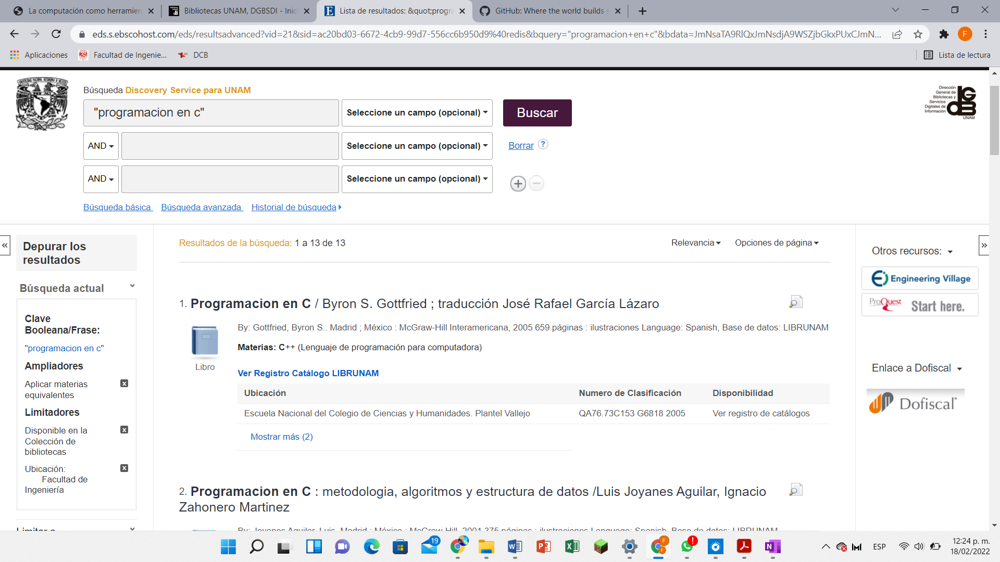 La computación como herramien
Bibliotecas UNAM, DGBSDI - Inic
Lista de resultados: &quot;progra
GitHub: Where the world builds s
eds.s.ebscohost.com/eds/resultsadvanced?vid=21&sid=ac20bd03-6672-4cb9-99d7-556cc6b950d9%40redis&bquery="programacion+en+c"&bdata=JmNsaTA9RlQxJmNsdjA9WSZjbGkxPUxCJmN...
F
Aplicaciones
Facultad de Ingenie...
DCB
Lista de lectura
Búsqueda Discovery Service para UNAM
"programacion en c"
Seleccione un campo (opcional)
Buscar
AND
Seleccione un campo (opcional)
Borrar
?
AND
Seleccione un campo (opcional)
Búsqueda básica
Búsqueda avanzada
Historial de búsqueda
Dirección
General de
Bibliotecas y
Servicios
Digitales de
Información
UNAM
Depurar los
resultados
Búsqueda actual
Clave
Booleana/Frase:
"programacion en c"
Ampliadores
Aplicar materias
equivalentes
Limitadores
Disponible en la
Colección de
bibliotecas
Ubicación:
Facultad de
Ingeniería
Limitar a
Resultados de la búsqueda: 1 a 13 de 13
Relevancia
Opciones de página
1. Programacion en C / Byron S. Gottfried ; traducción José Rafael García Lázaro
By: Gottfried, Byron S.. Madrid ; México : McGraw-Hill Interamericana, 2005 659 páginas : ilustraciones Language: Spanish, Base de datos: LIBRUNAM
Materias: C++ (Lenguaje de programación para computadora)
Libro
Ver Registro Catálogo LIBRUNAM
Ubicación
Numero de Clasificación
Disponibilidad
Escuela Nacional del Colegio de Ciencias y Humanidades. Plantel Vallejo
QA76.73C153 G6818 2005
Ver registro de catálogos
Mostrar más (2)
2. Programacion en C : metodologia, algoritmos y estructura de datos /Luis Joyanes Aguilar, Ignacio
Zahonero Martinez
By: Joyanes Aguilar, Luis. Madrid ; México : McGraw-Hill, 2001 375 páginas : ilustraciones Language: Spanish, Base de datos: LIBRUNAM
Otros recursos:
Engineering Village
ProQuest
Start here.
Enlace a Dofiscal
Dofiscal
19
ESP
12:24 p. m.
18/02/2022